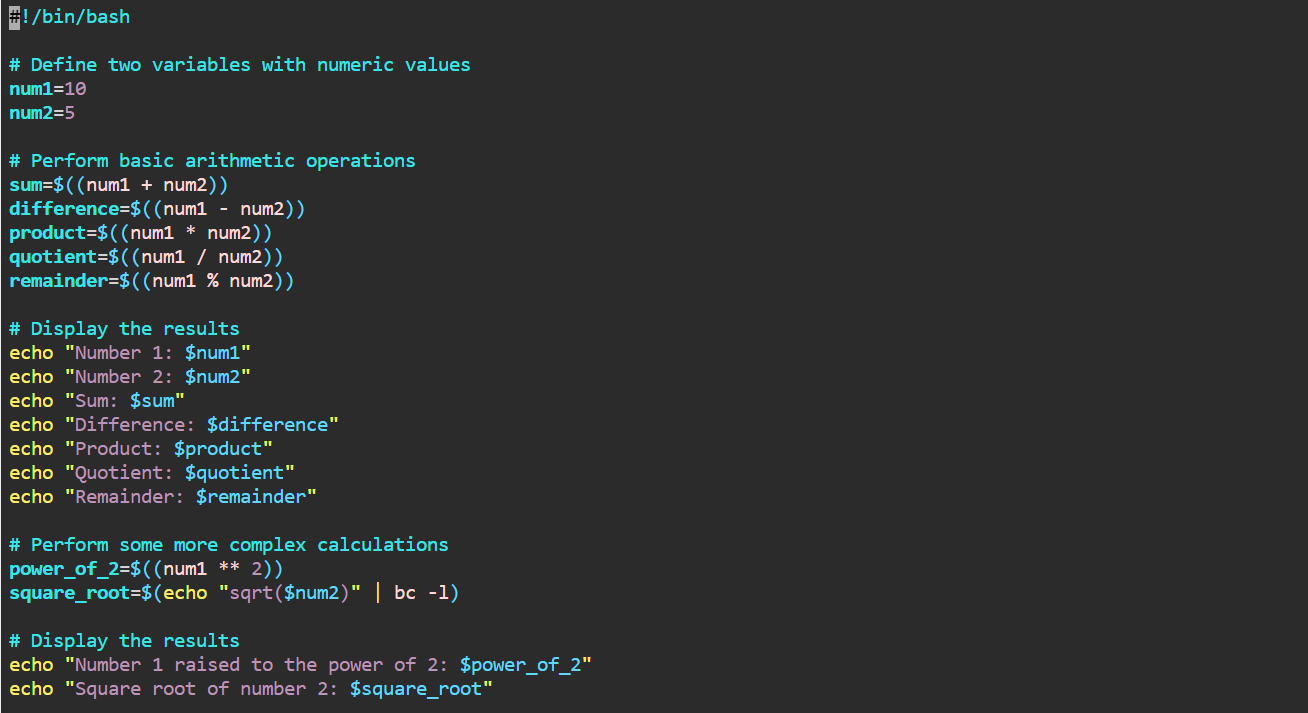 #!/bin/bash
# Define two variables with numeric values
num1=10
num2=5
# Perform basic arithmetic operations
sum=$((num1 + num2))
difference=$((num1 - num2))
product=$((num1 * num2))
quotient=$((num1 / num2))
remainder=$((num1 % num2))
# Display the results
echo "Number 1: $num1"
echo "Number 2: $num2"
echo "Sum: $sum"
echo "Difference: $difference"
echo "Product: $product"
echo "Quotient: $quotient"
echo "Remainder: $remainder"
# Perform some more complex calculations
power_of_2=$((num1 ** 2))
square_root=$(echo "sqrt($num2)" | bc -l)
# Display the results
echo "Number 1 raised to the power of 2: $power_of_2"
echo "Square root of number 2: $square_root"